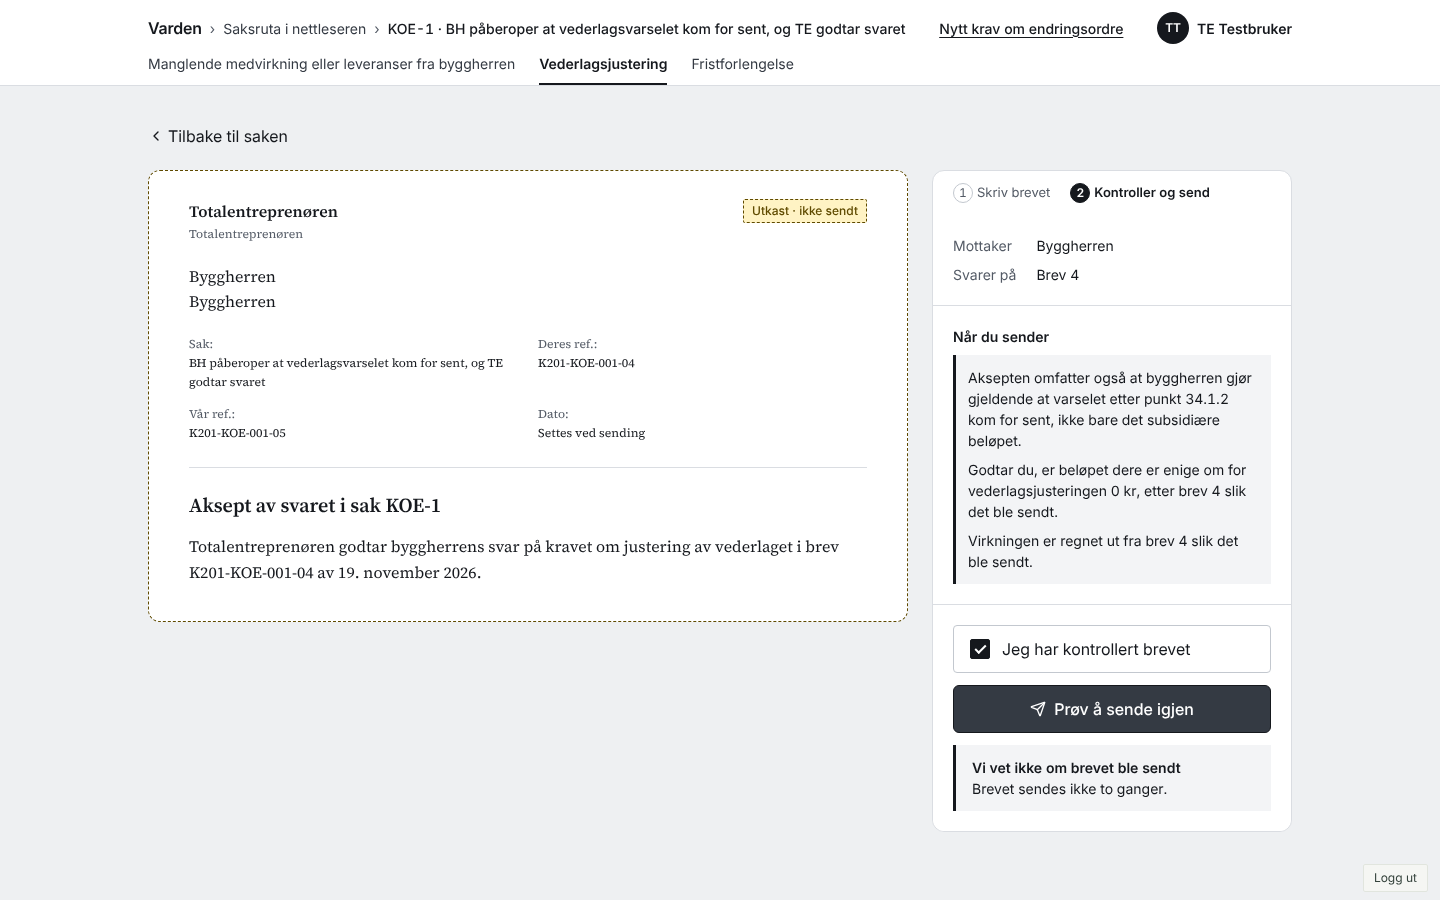 Varden › Saksruta i nettleseren › KOE-1 · BH påberoper at vederlagsvarselet kom for sent, og TE godtar svaret
Nytt krav om endringsordre
TT TE Testbruker
Manglende medvirkning eller leveranser fra byggherren
Vederlagsjustering
Fristforlengelse
Tilbake til saken
Totalentreprenøren
Utkast · ikke sendt
Totalentreprenøren
Byggherren
Byggherren
Sak:
BH påberoper at vederlagsvarselet kom for sent, og TE
godtar svaret
Deres ref.:
K201-KOE-001-04
Vår ref.:
K201-KOE-001-05
Dato:
Settes ved sending
Aksept av svaret i sak KOE-1
Totalentreprenøren godtar byggherrens svar på kravet om justering av vederlaget i brev
K201-KOE-001-04 av 19. november 2026.
1 Skriv brevet
2 Kontroller og send
Mottaker Byggherren
Svarer på Brev 4
Når du sender
Aksepten omfatter også at byggherren gjør
gjeldende at varselet etter punkt 34.1.2
kom for sent, ikke bare det subsidiære
beløpet.
Godtar du, er beløpet dere er enige om for
vederlagsjusteringen 0 kr, etter brev 4 slik
det ble sendt.
Virkningen er regnet ut fra brev 4 slik det
ble sendt.
Jeg har kontrollert brevet
Prøv å sende igjen
Vi vet ikke om brevet ble sendt
Brevet sendes ikke to ganger.
Logg ut